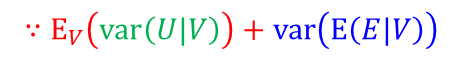 ∵ E_V(var(U|V)) + var(E(E|V))